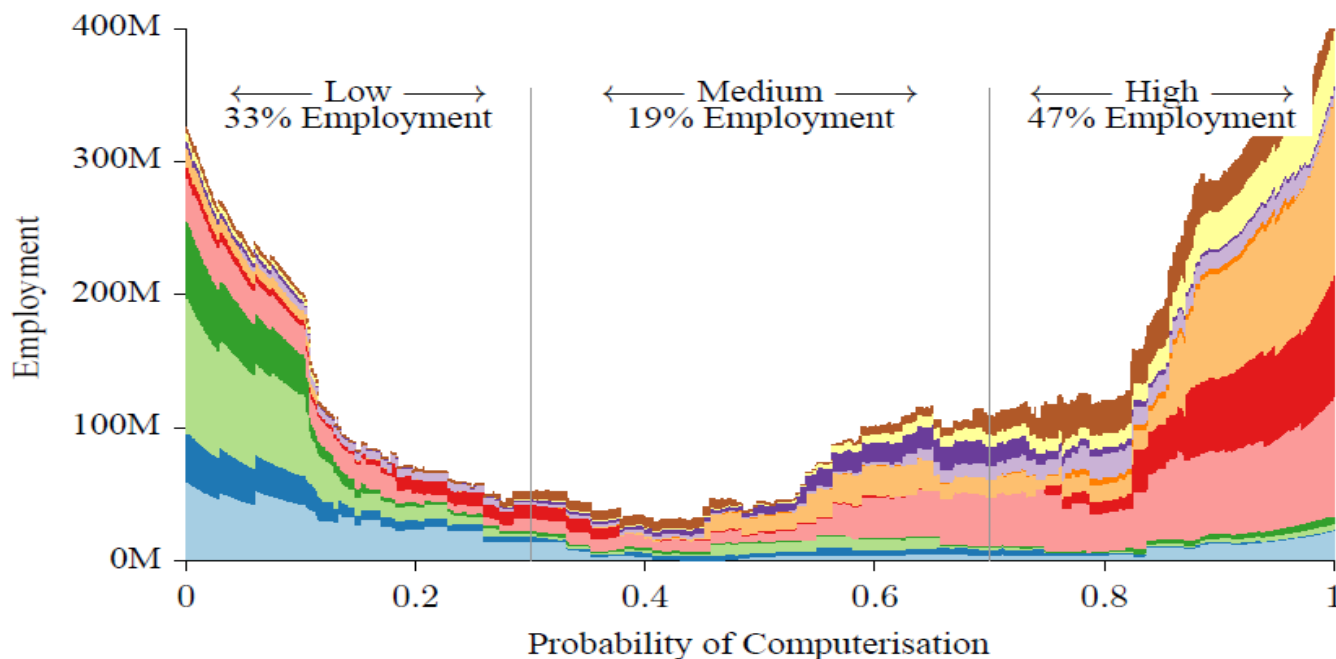 400M
300M
200M
100M
0M
Employment
Low
33% Employment
Medium
19% Employment
High
47% Employment
0 0.2 0.4 0.6 0.8 1
Probability of Computerisation